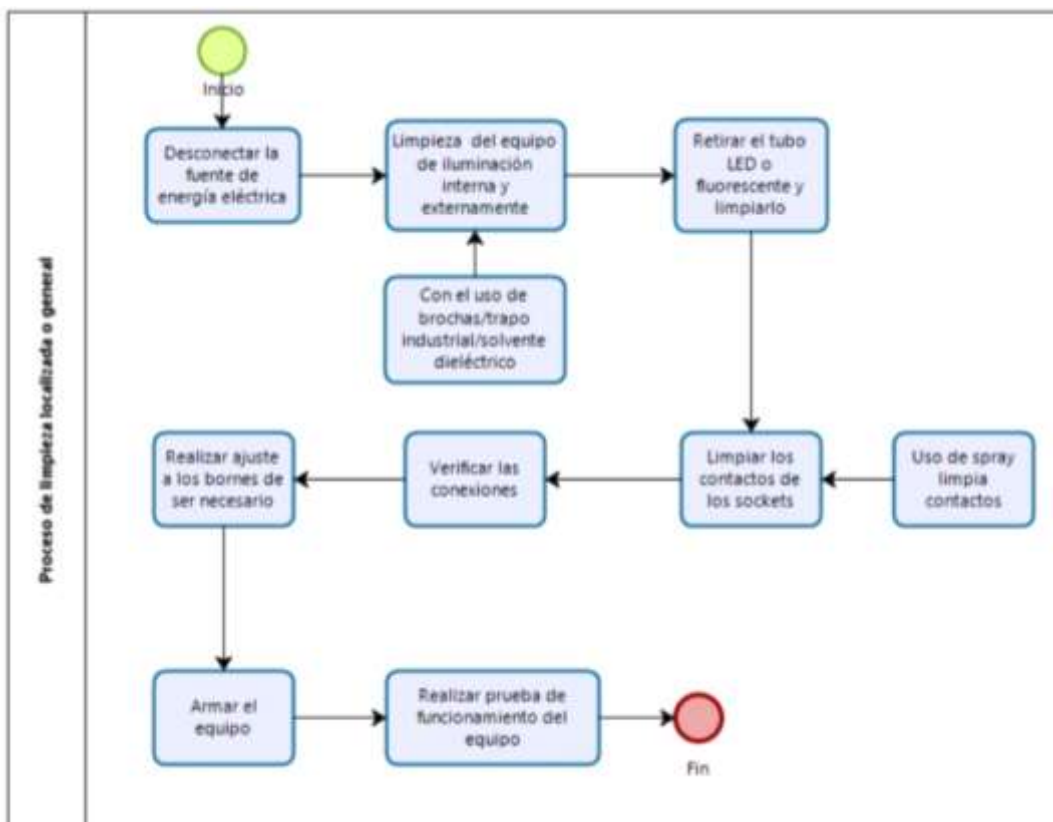 Proceso de limpieza localizada o general
Inicio
Desconectar la
fuente de
energía eléctrica
Limpieza del equipo
de iluminación
interna y
externamente
Retirar el tubo
LED o
fluorescente y
limpiarlo
Con el uso de
brochas/trapo
industrial/solvente
dieléctrico
Realizar ajuste
a los bornes de
ser necesario
Verificar las
conexiones
Limpiar los
contactos de
los sockets
Uso de spray
limpia
contactos
Armar el
equipo
Realizar prueba de
funcionamiento del
equipo
Fin